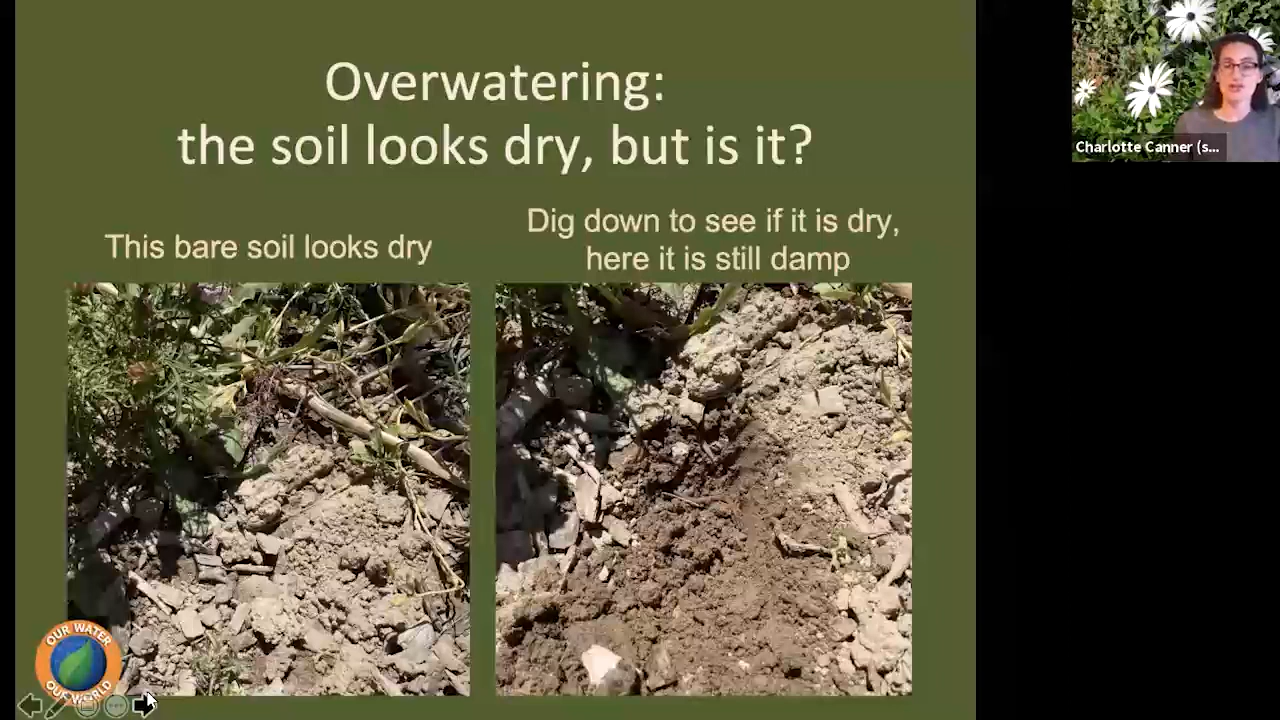 Overwatering:
the soil looks dry, but is it?
This bare soil looks dry
Dig down to see if it is dry,
here it is still damp
Charlotte Canner (s...
OUR WATER
OUR WORLD